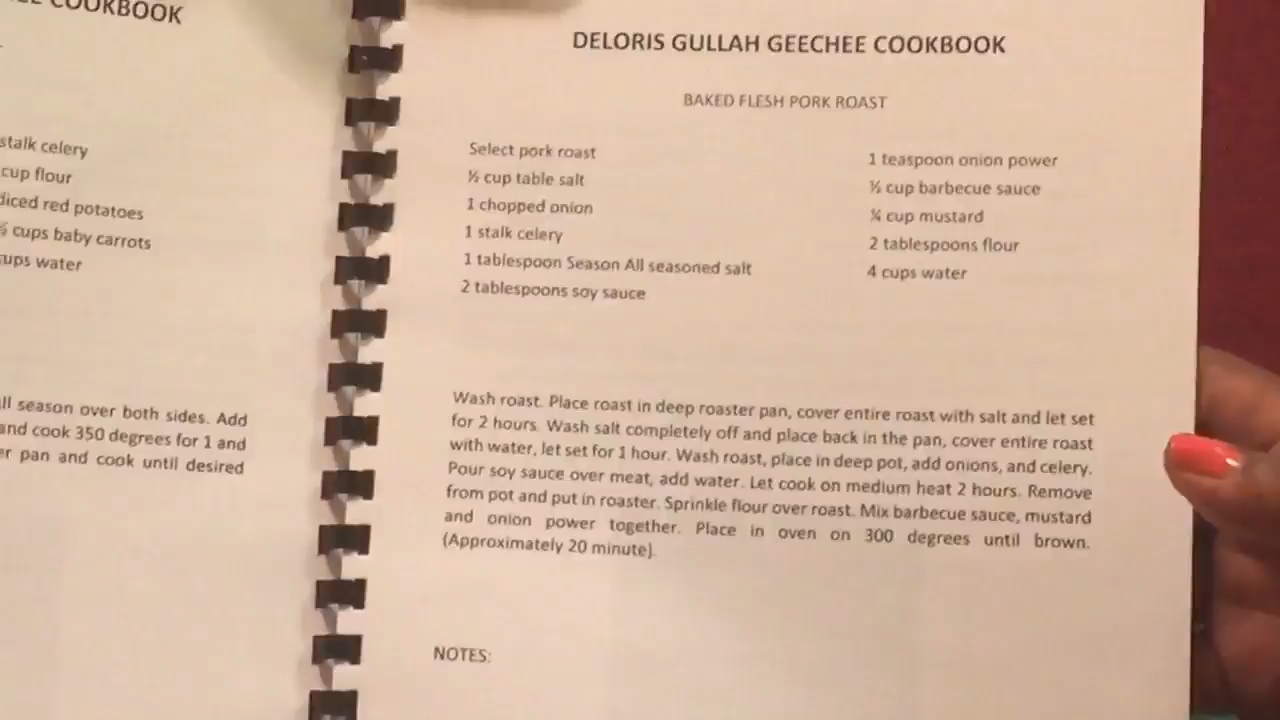 COOKBOOK
stalk celery
cup flour
diced red potatoes
cups baby carrots
cups water
season over both sides. Add
and cook 350 degrees for 1 and
pan and cook until desired
DELORIS GULLAH GEECHEE COOKBOOK
BAKED FLESH PORK ROAST
Select pork roast
½ cup table salt
1 chopped onion
1 stalk celery
1 tablespoon Season All seasoned salt
2 tablespoons soy sauce
1 teaspoon onion power
½ cup barbecue sauce
¼ cup mustard
2 tablespoons flour
4 cups water
Wash roast. Place roast in deep roaster pan, cover entire roast with salt and let set
for 2 hours. Wash salt completely off and place back in the pan, cover entire roast
with water, let set for 1 hour. Wash roast, place in deep pot, add onions, and celery.
Pour soy sauce over meat, add water. Let cook on medium heat 2 hours. Remove
from pot and put in roaster. Sprinkle flour over roast. Mix barbecue sauce, mustard
and onion power together. Place in oven on 300 degrees until brown.
(Approximately 20 minute).
NOTES: